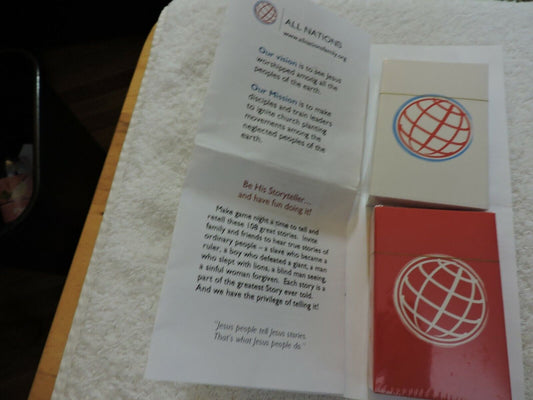 ALL NATIONS
www.allnationsfamily.org
Our vision is to see Jesus
worshipped among all the
peoples of the earth.
Our Mission is to make
disciples and train leaders
to ignite church planting
movements among the
neglected peoples of the
earth.
Be His Storyteller...
and have fun doing it!
Make game night a time to tell and
retell these 108 great stories. Invite
family and friends to hear true stories of
ordinary people – a slave who became a
ruler, a boy who defeated a giant, a man
who slept with lions, a blind man seeing,
a sinful woman forgiven. Each story is a
part of the greatest Story ever told.
And we have the privilege of telling it!
"Jesus people tell Jesus stories.
That's what Jesus people do."